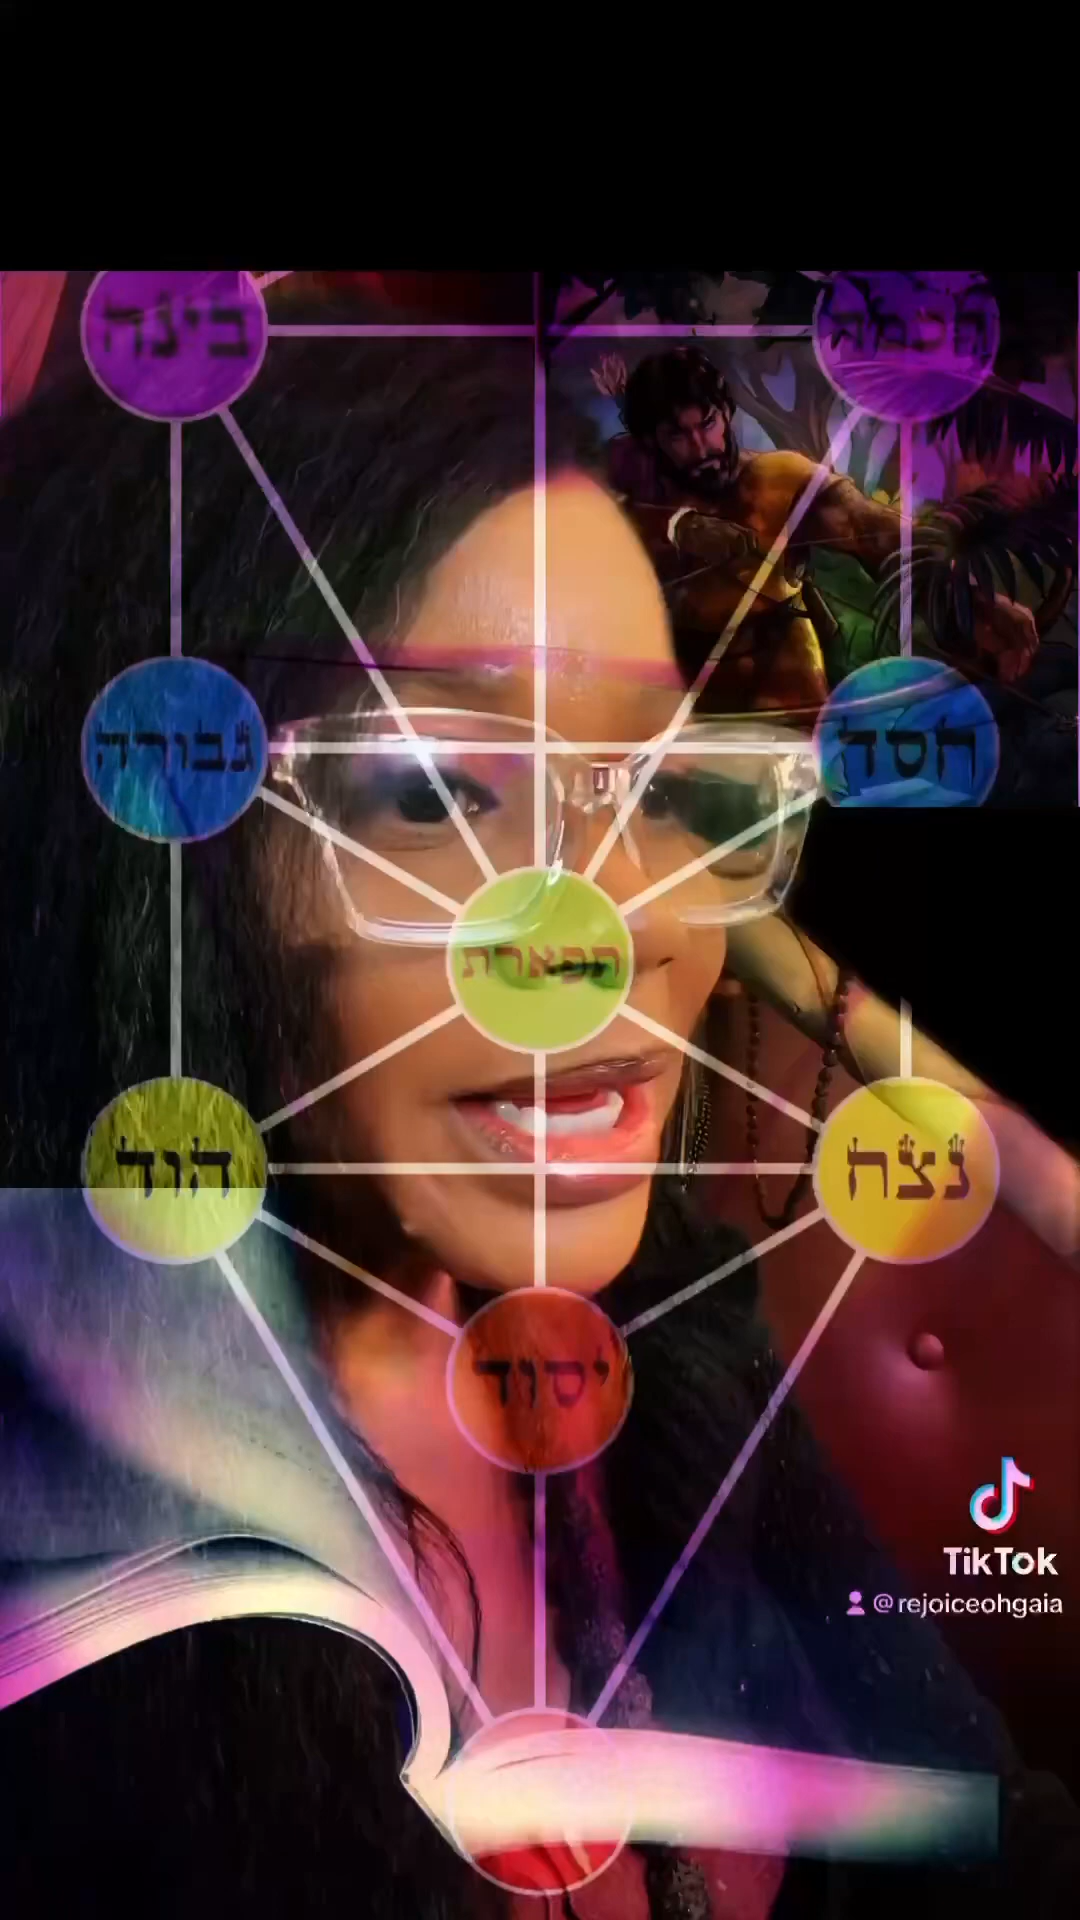 בינה
חכמה
גבורה
חסד
תפארת
הוד
נצח
יסוד
TikTok
@rejoiceohgaia